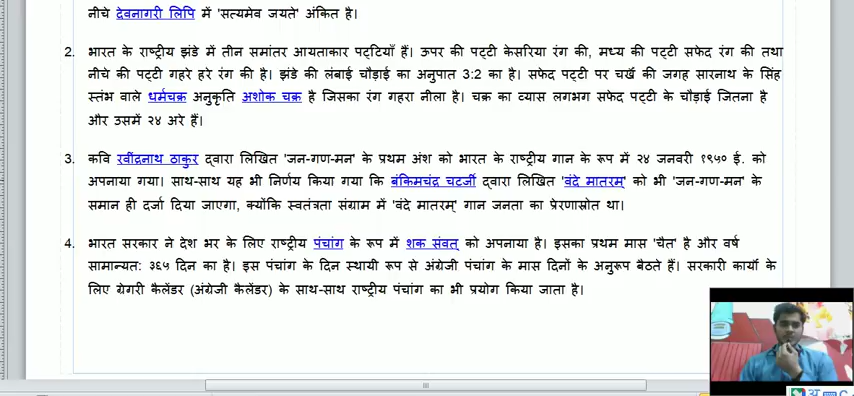 नीचे देवनागरी लिपि में 'सत्यमेव जयते' अंकित है।
2. भारत के राष्ट्रीय झंडे में तीन समांतर आयताकार पट्टियाँ हैं। ऊपर की पट्टी केसरिया रंग की, मध्य की पट्टी सफेद रंग की तथा
नीचे की पट्टी गहरे हरे रंग की है। झंडे की लंबाई चौड़ाई का अनुपात 3:2 का है। सफेद पट्टी पर चर्खे की जगह सारनाथ के सिंह
स्तंभ वाले धर्मचक्र अनुकृति अशोक चक्र है जिसका रंग गहरा नीला है। चक्र का व्यास लगभग सफेद पट्टी के चौड़ाई जितना है
और उसमें २४ अरे हैं।
3. कवि रवींद्रनाथ ठाकुर द्वारा लिखित 'जन-गण-मन' के प्रथम अंश को भारत के राष्ट्रीय गान के रूप में २४ जनवरी १९५० ई. को
अपनाया गया। साथ-साथ यह भी निर्णय किया गया कि बंकिमचंद्र चटर्जी द्वारा लिखित 'वंदे मातरम्' को भी 'जन-गण-मन' के
समान ही दर्जा दिया जाएगा, क्योंकि स्वतंत्रता संग्राम में 'वंदे मातरम्' गान जनता का प्रेरणास्रोत था।
4. भारत सरकार ने देश भर के लिए राष्ट्रीय पंचांग के रूप में शक संवत् को अपनाया है। इसका प्रथम मास 'चैत' है और वर्ष
सामान्यत: ३६५ दिन का है। इस पंचांग के दिन स्थायी रूप से अंग्रेजी पंचांग के मास दिनों के अनुरूप बैठते हैं। सरकारी कार्यो के
लिए ग्रेगरी कैलेंडर (अंग्रेजी कैलेंडर) के साथ-साथ राष्ट्रीय पंचांग का भी प्रयोग किया जाता है।
अ